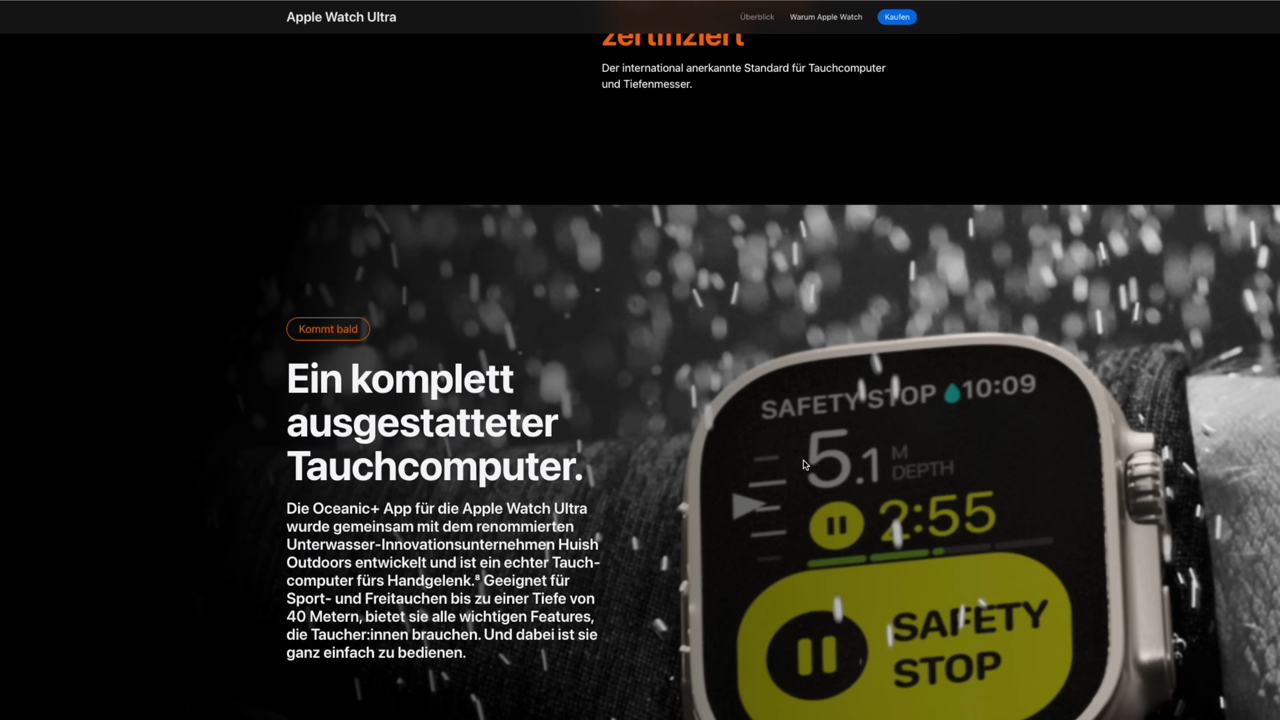 Apple Watch Ultra
Überblick
Warum Apple Watch
Kaufen
zertifiziert
Der international anerkannte Standard für Tauchcomputer
und Tiefenmesser.
Kommt bald
Ein komplett
ausgestatteter
Tauchcomputer.
Die Oceanic+ App für die Apple Watch Ultra
wurde gemeinsam mit dem renommierten
Unterwasser-Innovationsunternehmen Huish
Outdoors entwickelt und ist ein echter Tauch-
computer fürs Handgelenk.⁸ Geeignet für
Sport- und Freitauchen bis zu einer Tiefe von
40 Metern, bietet sie alle wichtigen Features,
die Taucher:innen brauchen. Und dabei ist sie
ganz einfach zu bedienen.
SAFETY STOP 10:09
5.1 M
DEPTH
2:55
SAFETY
STOP